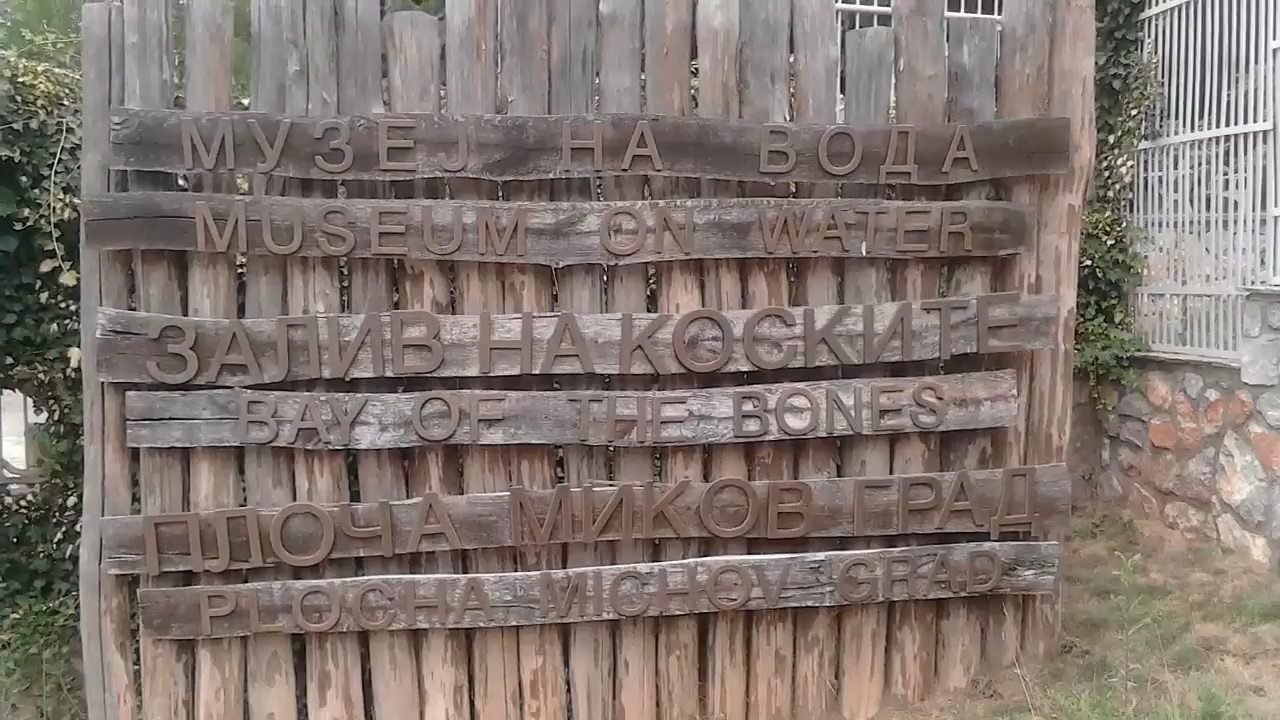 МУЗЕЈ НА ВОДА
MUSEUM ON WATER
ЗАЛИВ НА КОСКИТЕ
BAY OF THE BONES
ПЛОЧА МИКОВ ГРАД
PLOCHA MICHOV GRAD